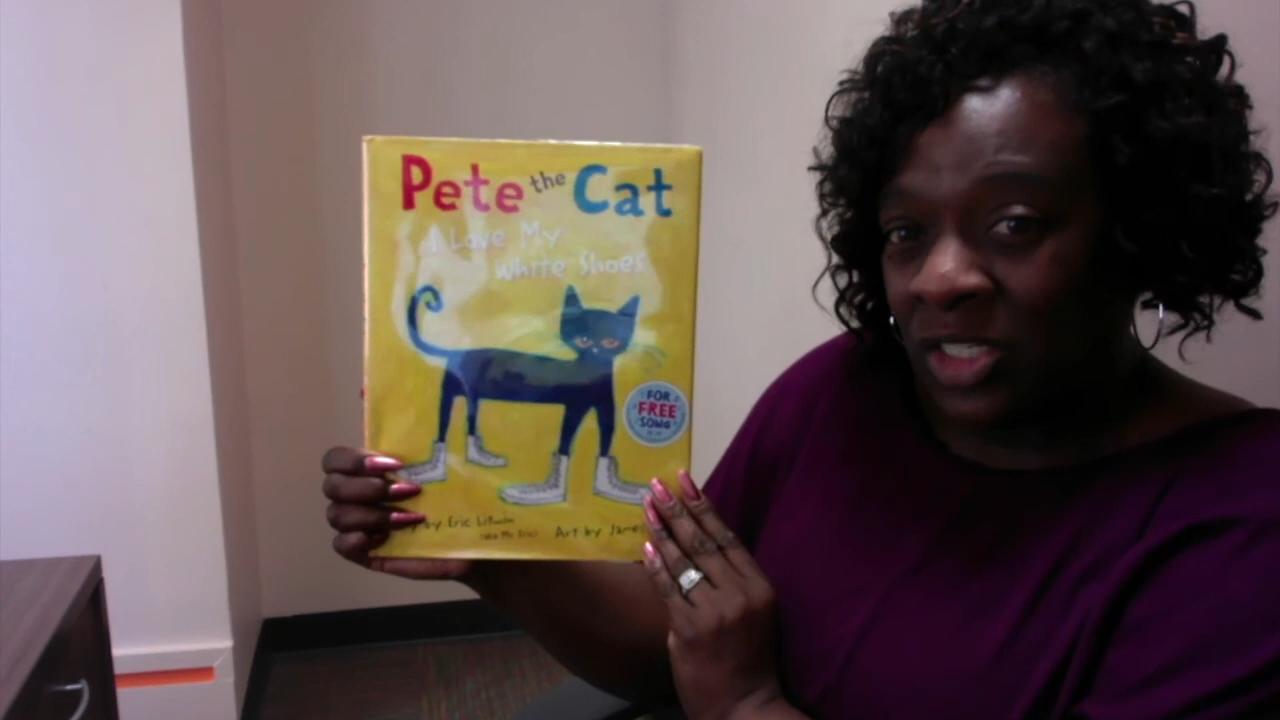 Pete the Cat
I Love My
White Shoes
FOR
FREE
SONG
by Eric Litwin
Art by James